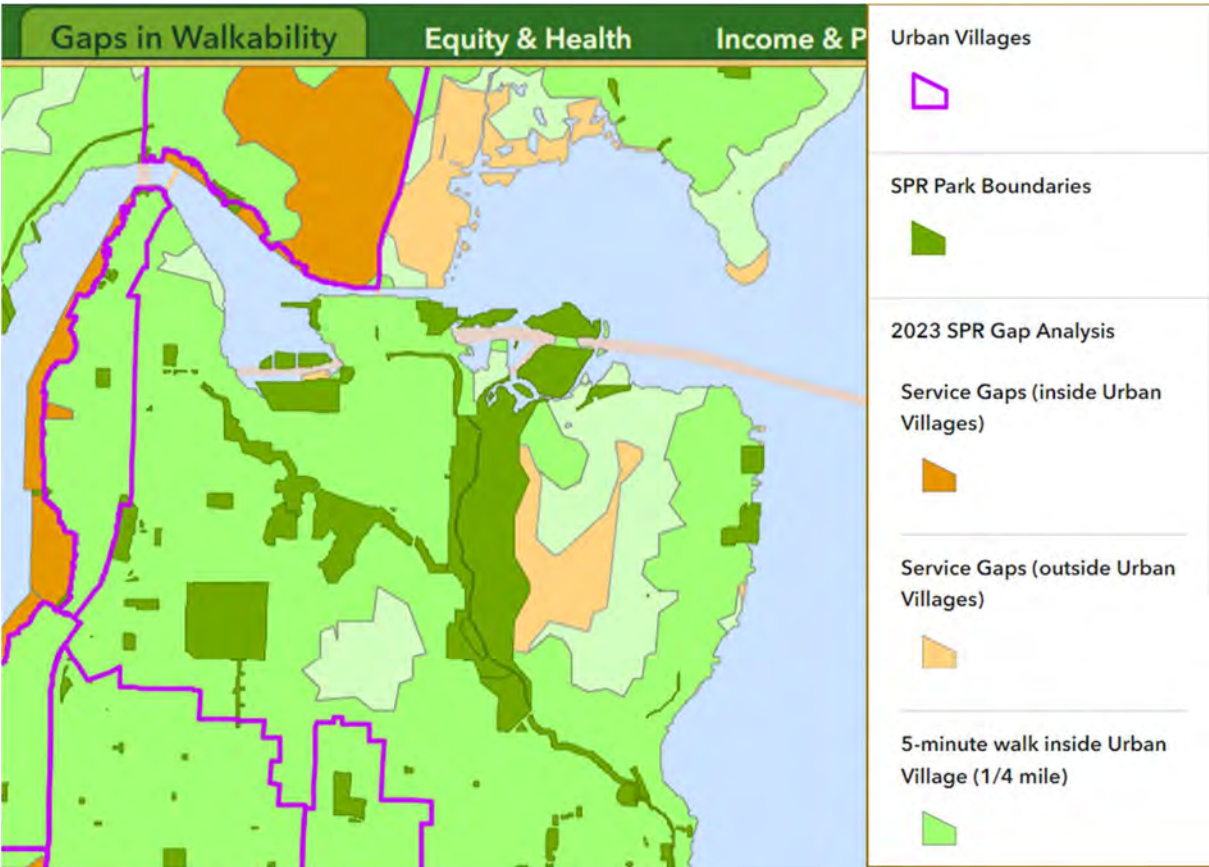 Gaps in Walkability
Equity & Health
Income & P
Urban Villages
SPR Park Boundaries
2023 SPR Gap Analysis
Service Gaps (inside Urban
Villages)
Service Gaps (outside Urban
Villages)
5-minute walk inside Urban
Village (1/4 mile)